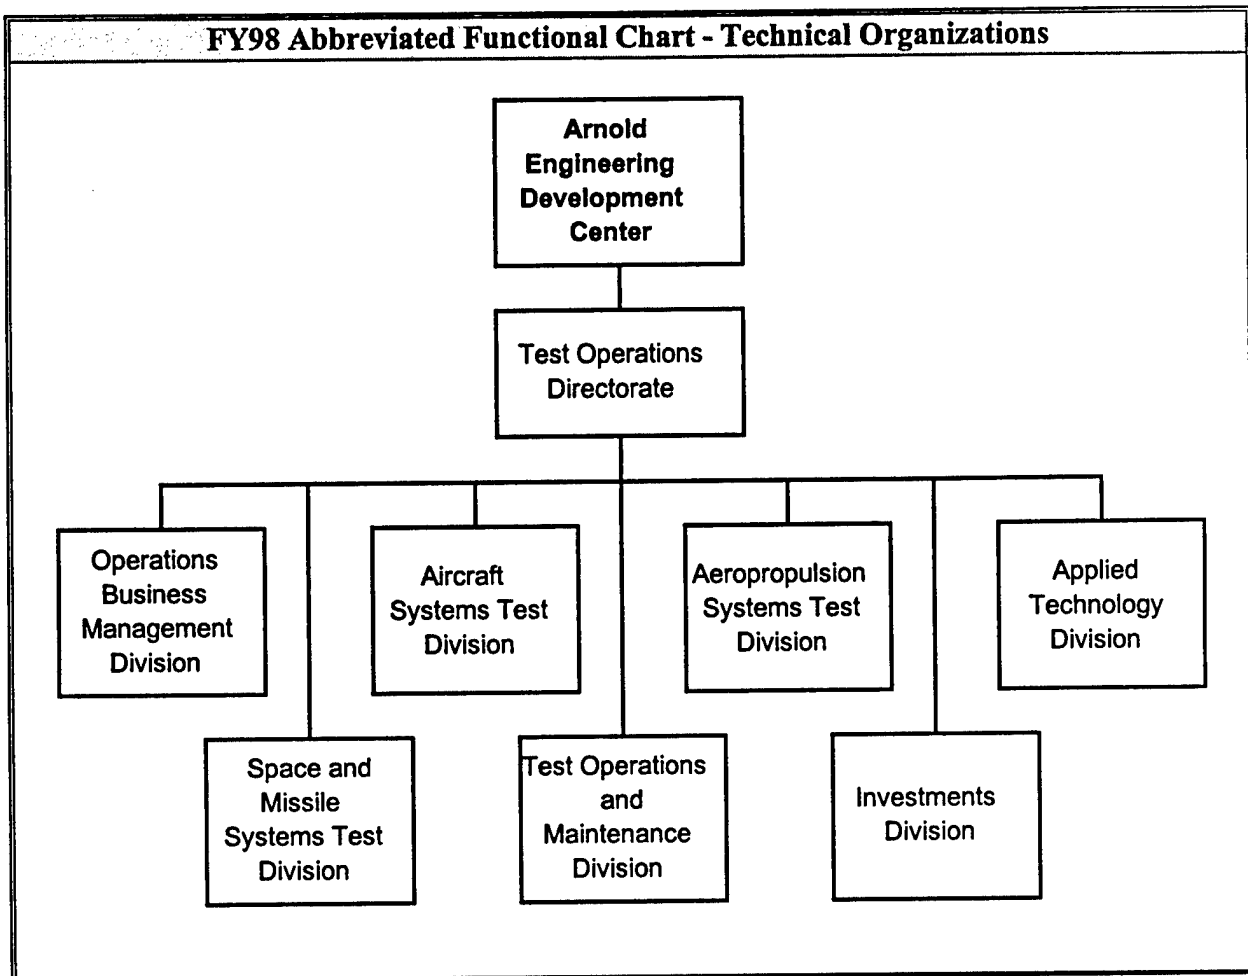 FY98 Abbreviated Functional Chart - Technical Organizations
Arnold
Engineering
Development
Center
Test Operations
Directorate
Operations
Business
Management
Division
Aircraft
Systems Test
Division
Aeropropulsion
Systems Test
Division
Applied
Technology
Division
Space and
Missile
Systems Test
Division
Test Operations
and
Maintenance
Division
Investments
Division